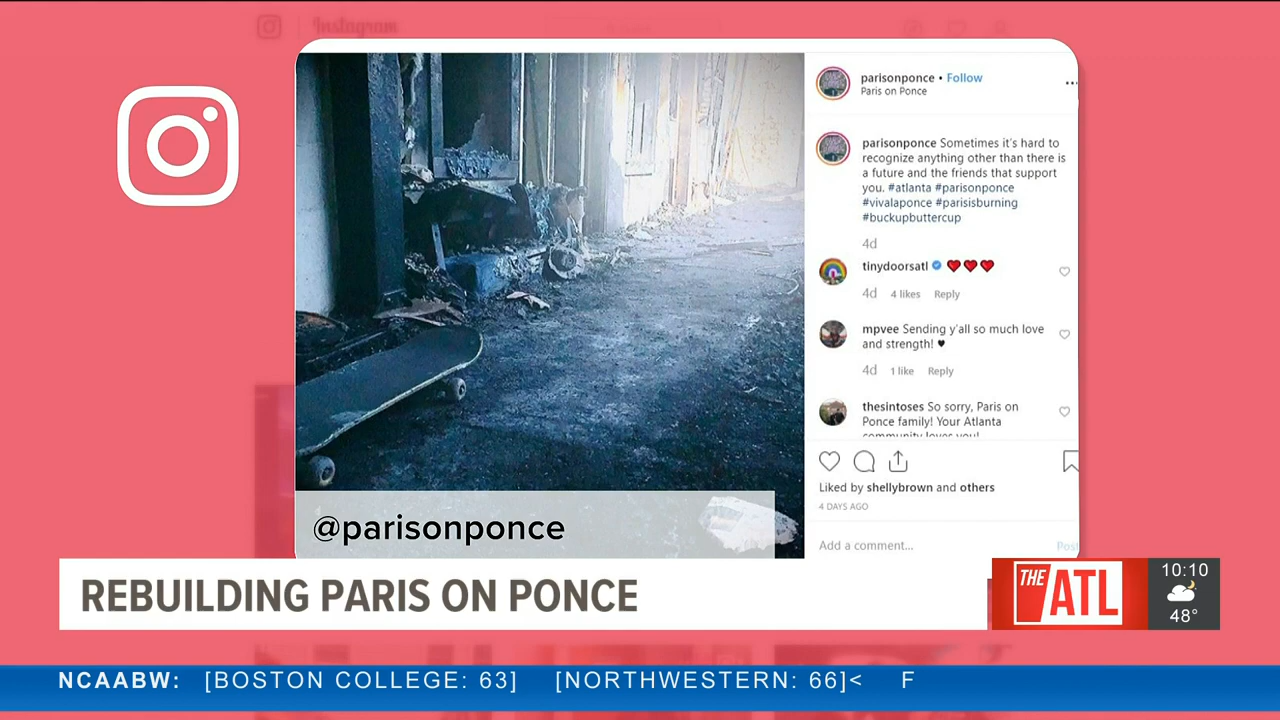 Instagram
parisonponce • Follow
Paris on Ponce
parisonponce Sometimes it's hard to
recognize anything other than there is
a future and the friends that support
you. #atlanta #parisonponce
#vivalaponce #parisisburning
#buckupbuttercup
4d
tinydoorsatl ❤❤❤
4d 4 likes Reply
mpvee Sending y'all so much love
and strength! ♥
4d 1 like Reply
thesintoses So sorry, Paris on
Ponce family! Your Atlanta
community loves you!
Liked by shellybrown and others
4 DAYS AGO
Add a comment...
Post
@parisonponce
REBUILDING PARIS ON PONCE
THE ATL
10:10
48°
NCAABW: [BOSTON COLLEGE: 63] [NORTHWESTERN: 66]< F